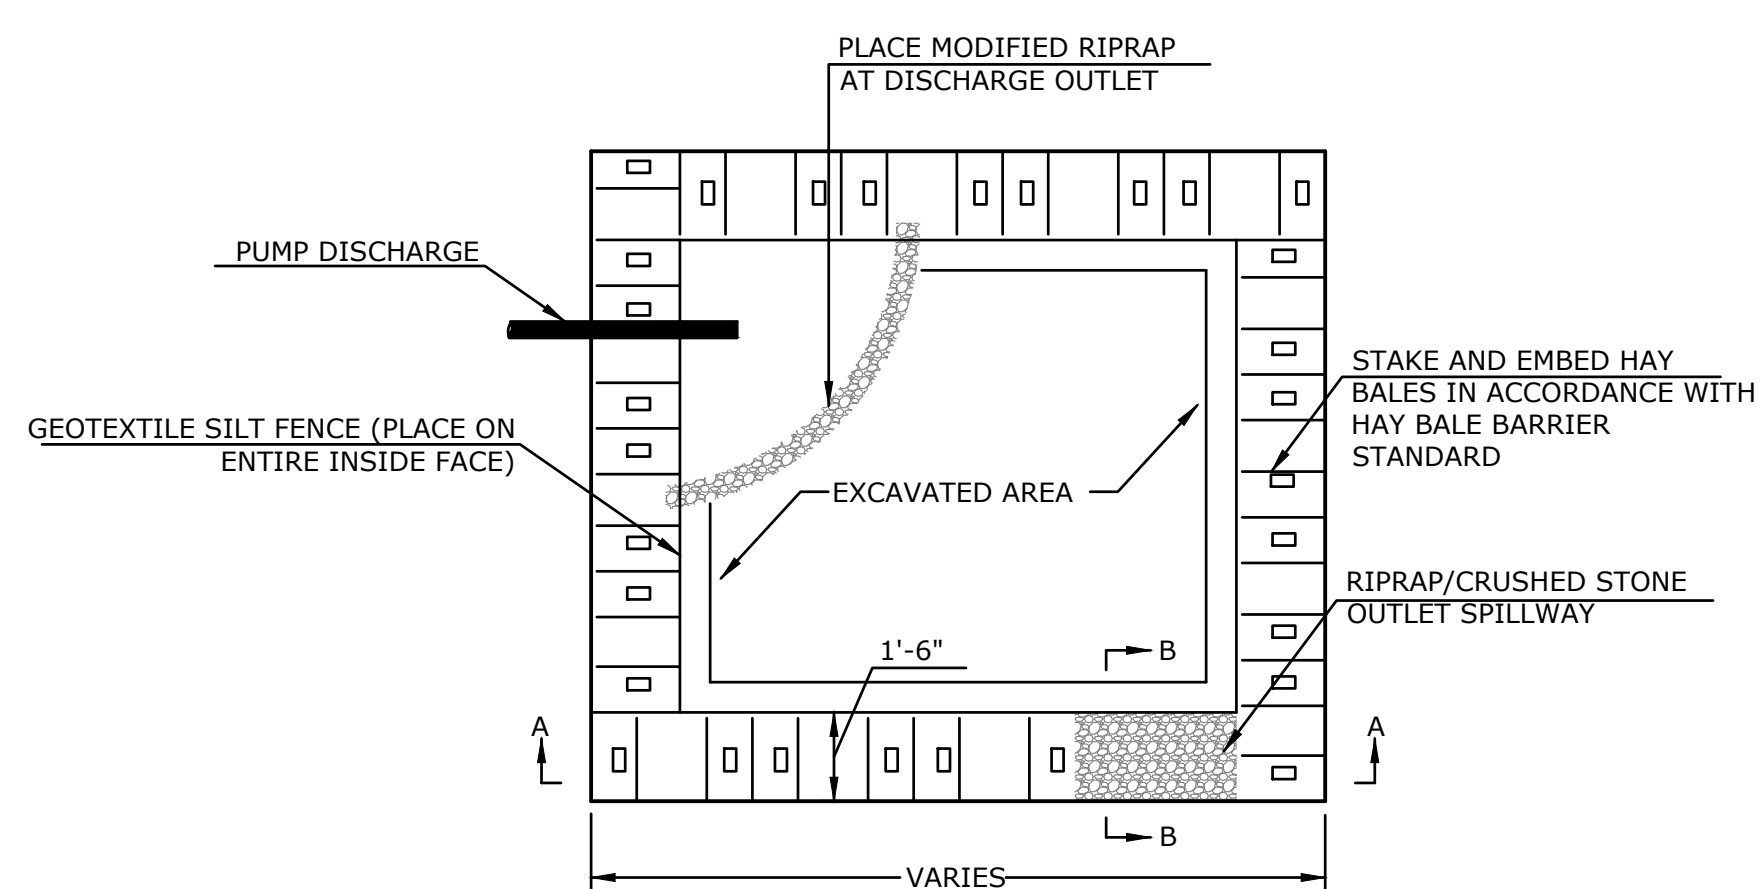 PLACE MODIFIED RIPRAP
AT DISCHARGE OUTLET
PUMP DISCHARGE
STAKE AND EMBED HAY
BALES IN ACCORDANCE WITH
HAY BALE BARRIER
STANDARD
GEOTEXTILE SILT FENCE (PLACE ON
ENTIRE INSIDE FACE)
EXCAVATED AREA
RIPRAP/CRUSHED STONE
OUTLET SPILLWAY
1'-6"
B
A
A
B
VARIES